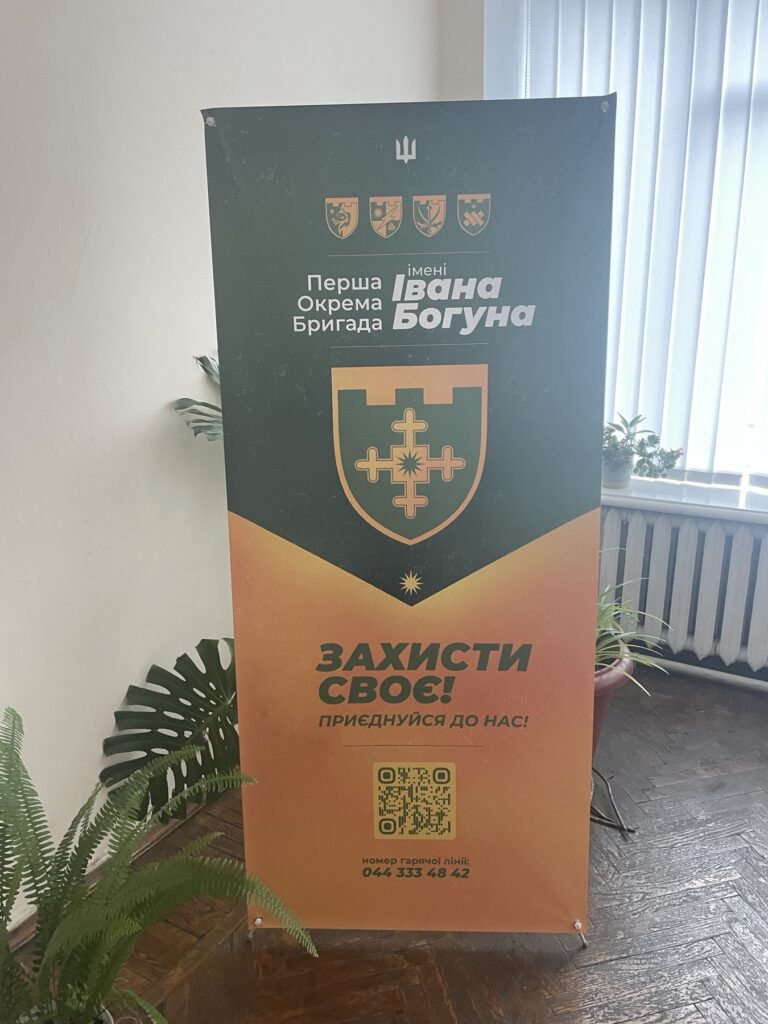 Перша
Окрема
Бригада
імені
Івана
Богуна
ЗАХИСТИ
СВОЄ!
ПРИЄДНУЙСЯ ДО НАС!
номер гарячої лінії:
044 333 48 42